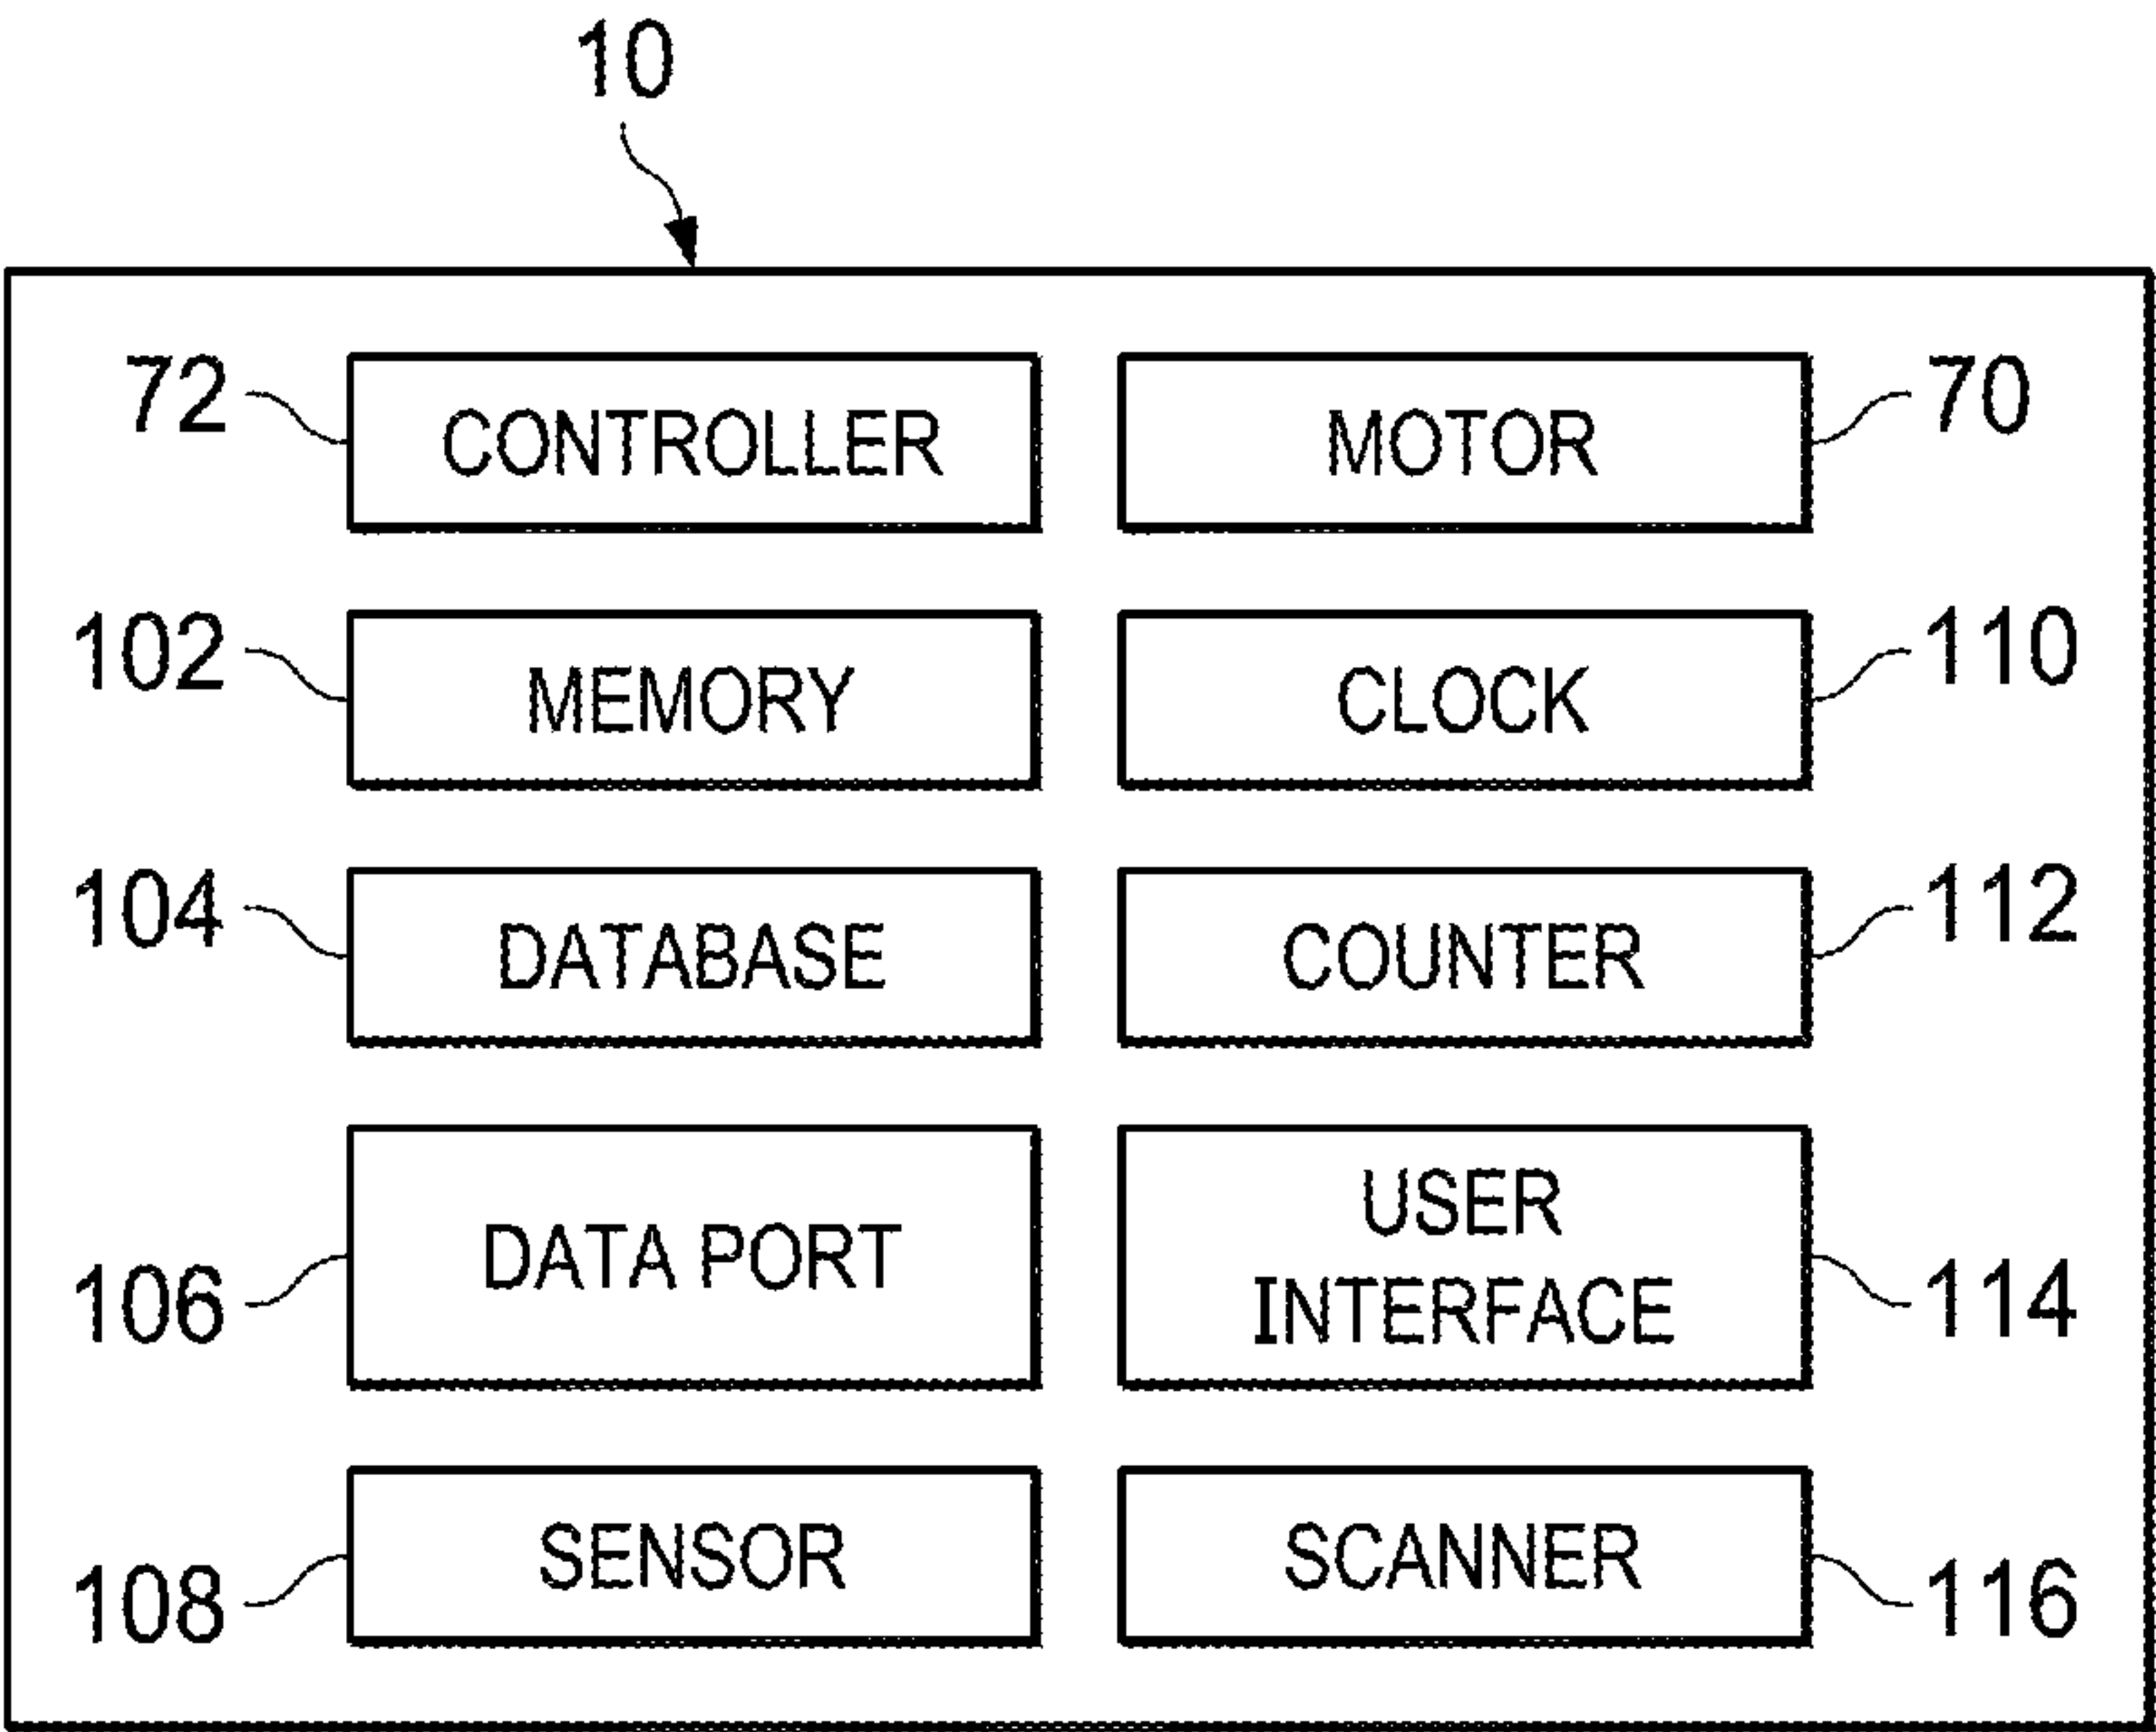 10
72 CONTROLLER MOTOR 70
102 MEMORY CLOCK 110
104 DATABASE COUNTER 112
106 DATA PORT USER INTERFACE 114
108 SENSOR SCANNER 116